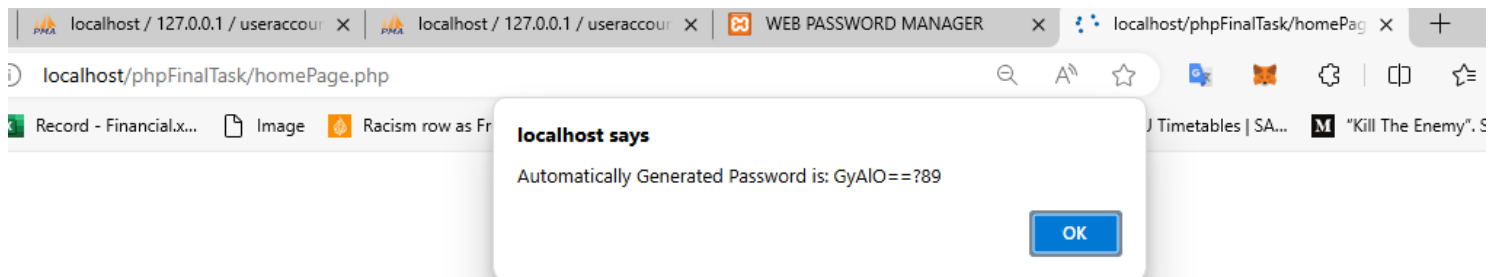 localhost / 127.0.0.1 / useraccour
localhost / 127.0.0.1 / useraccour
WEB PASSWORD MANAGER
localhost/phpFinalTask/homePag
localhost/phpFinalTask/homePage.php
Record - Financial.x...
Image
Racism row as Fr
J Timetables | SA...
"Kill The Enemy". S
localhost says
Automatically Generated Password is: GyAlO==?89
OK